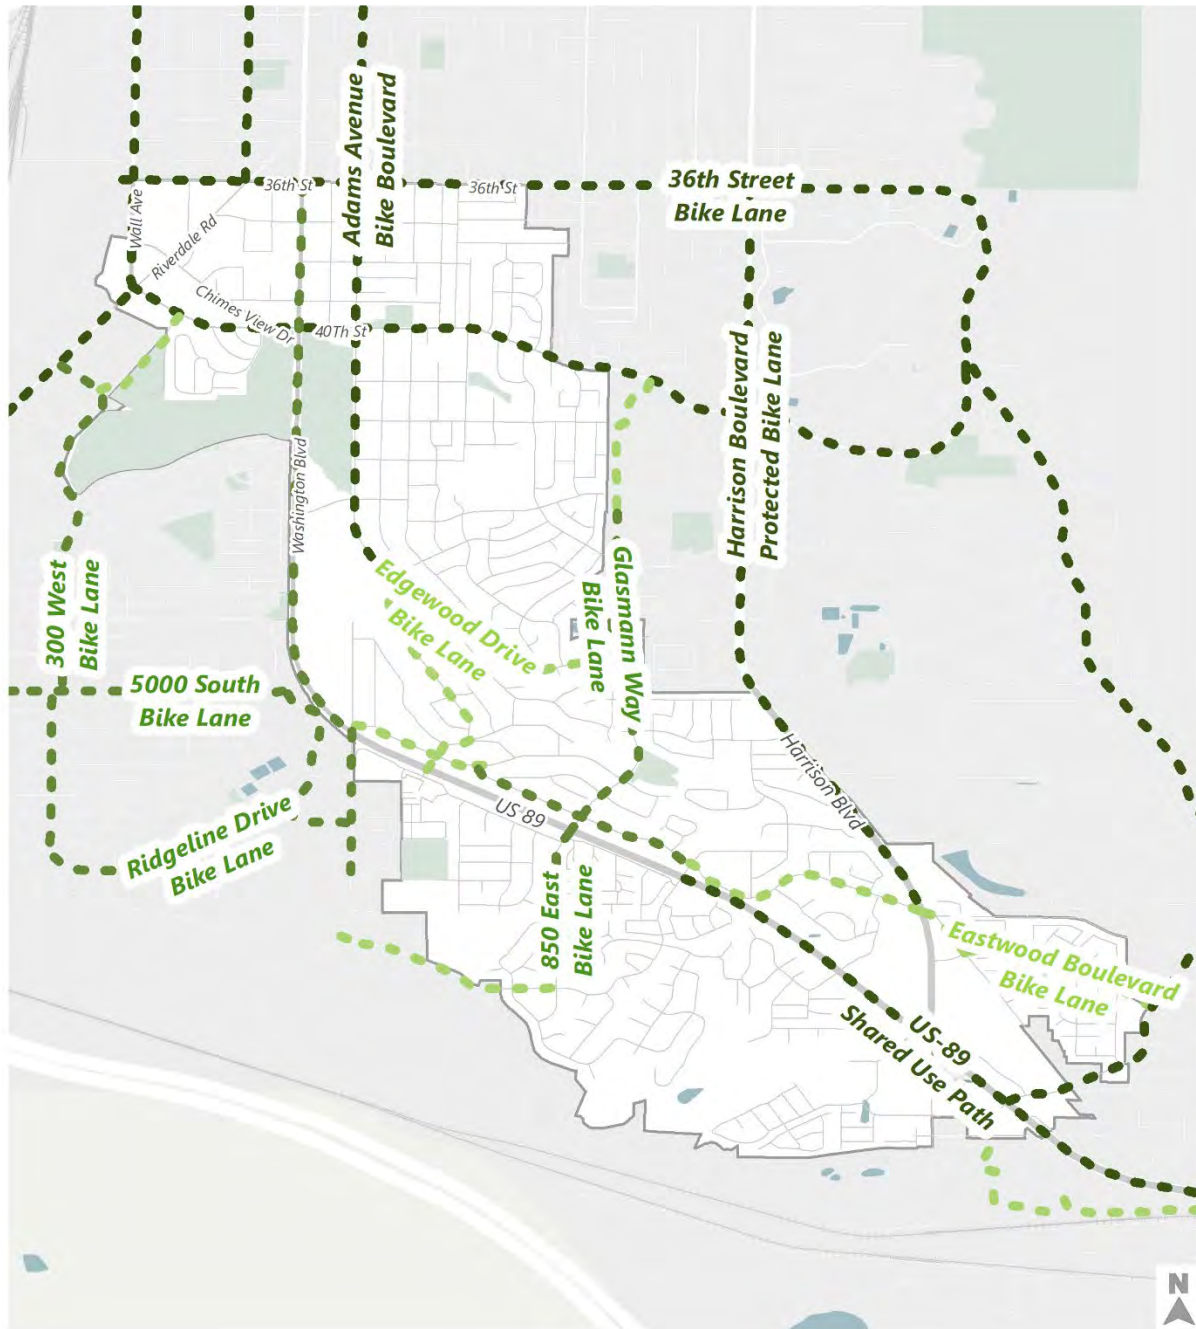 Adams Avenue
Bike Boulevard
36th St
36th St
36th Street
Bike Lane
Wall Ave
Riverdale Rd
Chimes View Dr
40Th St
Harrison Boulevard
Protected Bike Lane
Washington Blvd
300 West
Bike Lane
Edgewood Drive
Bike Lane
Glasmann Way
Bike Lane
5000 South
Bike Lane
Harrison Blvd
US 89
Ridgeline Drive
Bike Lane
850 East
Bike Lane
Eastwood Boulevard
Bike Lane
US-89
Shared Use Path
N